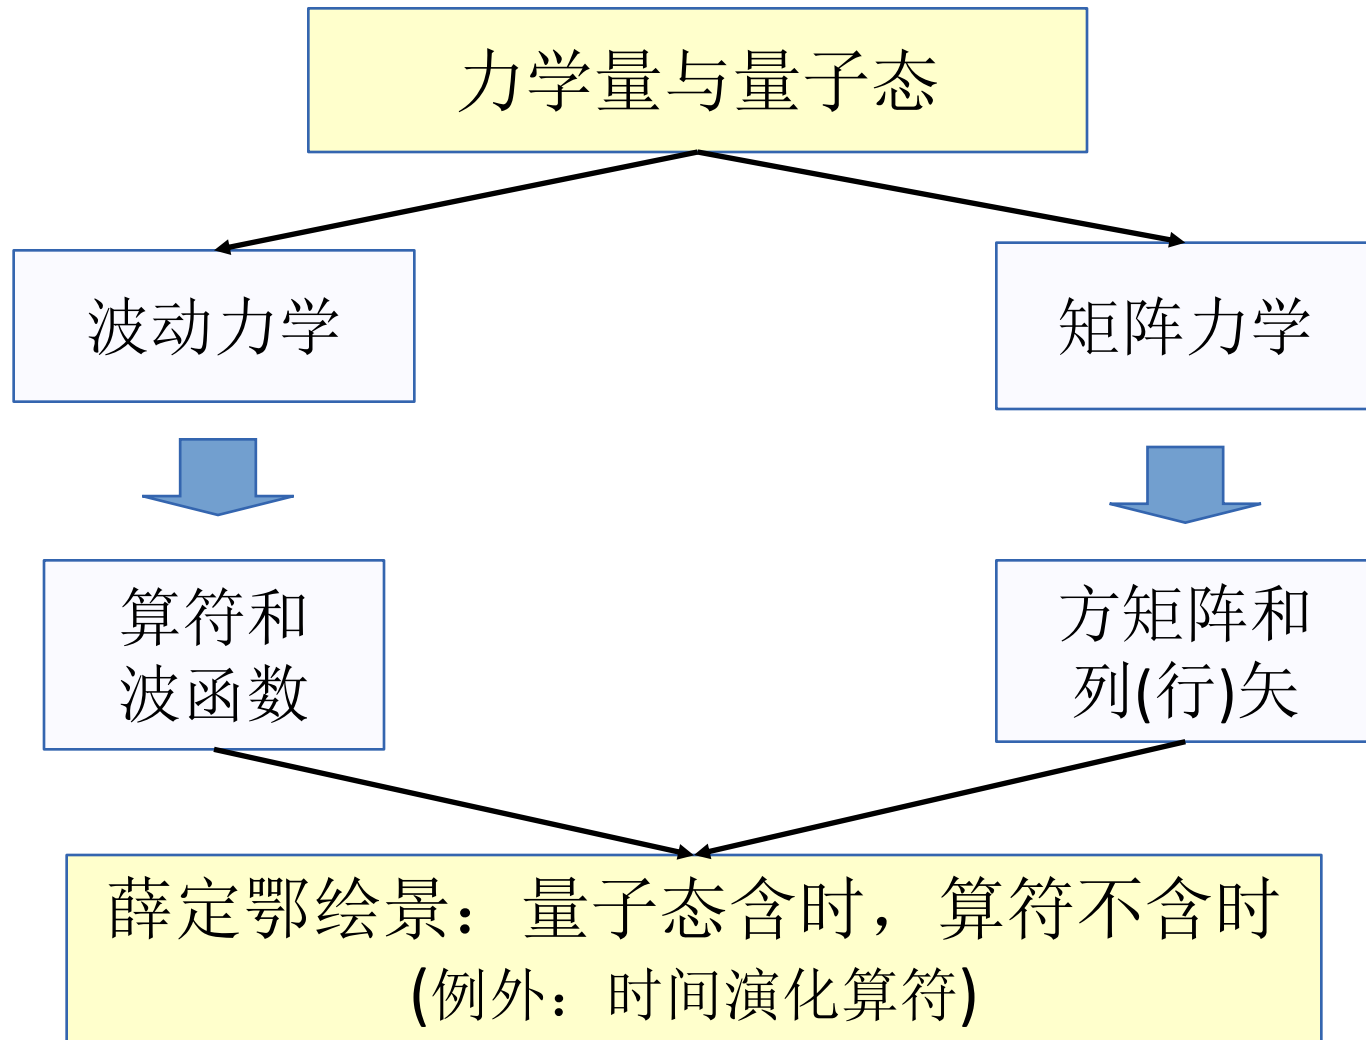 力学量与量子态
波动力学
矩阵力学
算符和
波函数
方矩阵和
列(行)矢
薛定鄂绘景：量子态含时，算符不含时
(例外：时间演化算符)